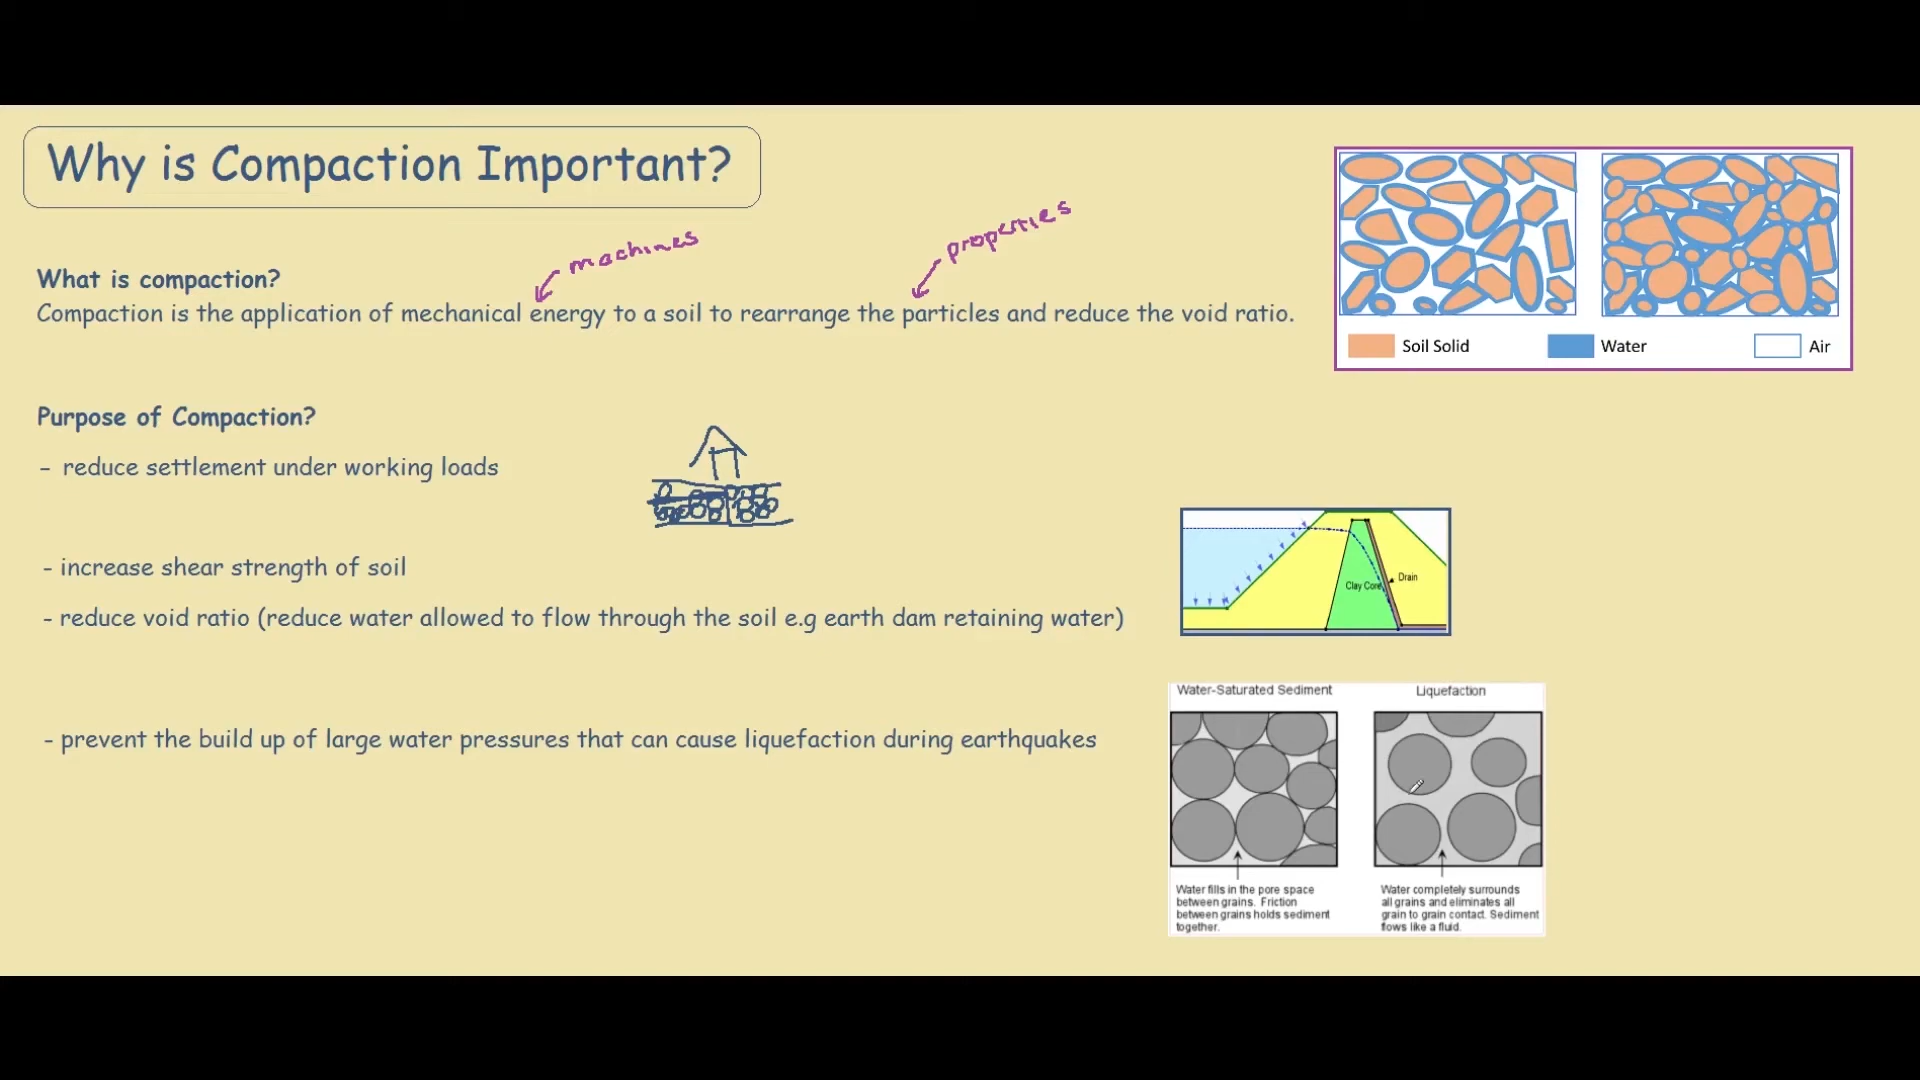 Why is Compaction Important?
machines
properties
What is compaction?
Compaction is the application of mechanical energy to a soil to rearrange the particles and reduce the void ratio.
Soil Solid
Water
Air
Purpose of Compaction?
- reduce settlement under working loads
- increase shear strength of soil
- reduce void ratio (reduce water allowed to flow through the soil e.g earth dam retaining water)
Clay Core
Drain
- prevent the build up of large water pressures that can cause liquefaction during earthquakes
Water-Saturated Sediment
Water fills in the pore space
between grains. Friction
between grains holds sediment
together.
Liquefaction
Water completely surrounds
all grains and eliminates all
grain to grain contact. Sediment
flows like a fluid.